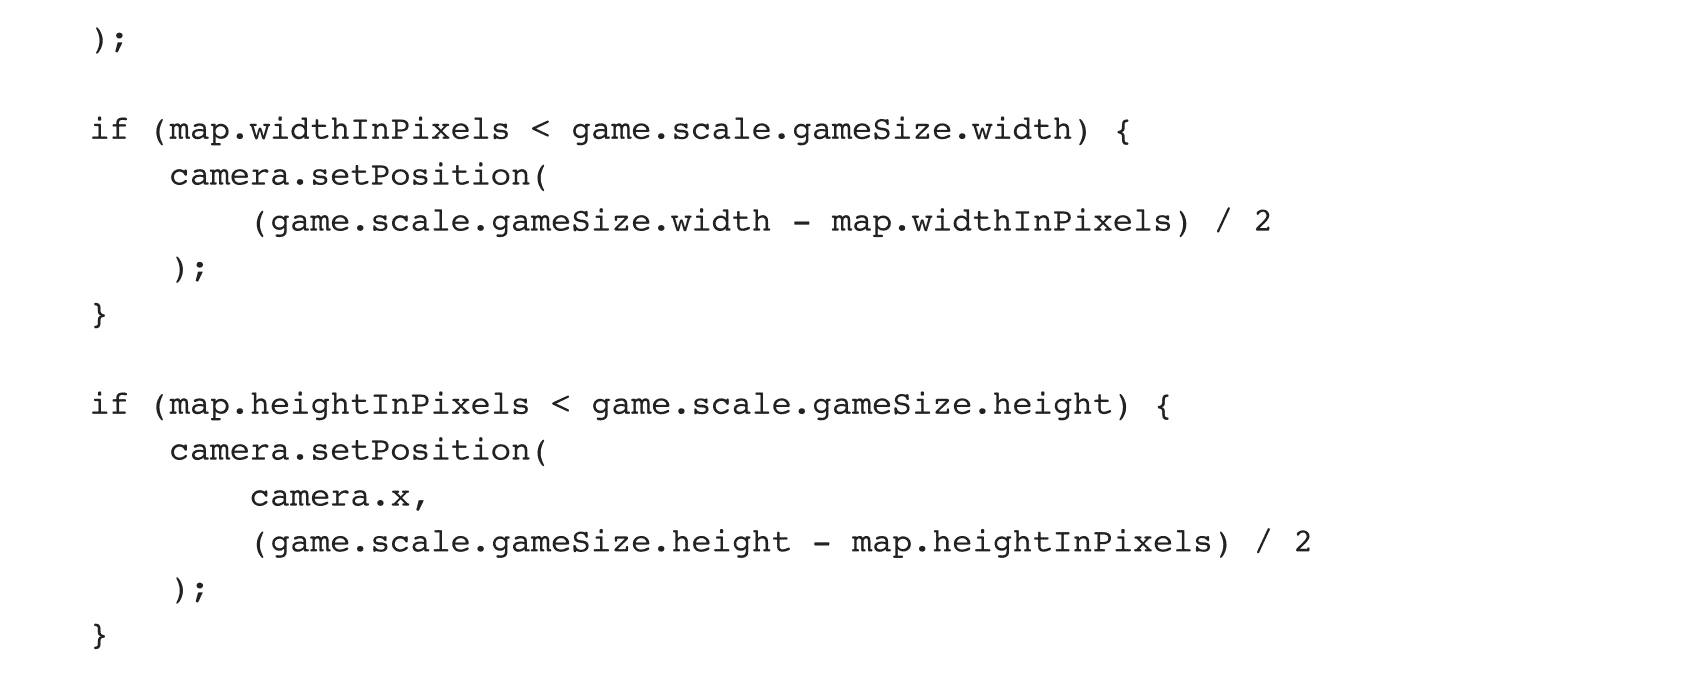 );
if (map.widthInPixels < game.scale.gameSize.width) {
camera.setPosition(
(game.scale.gameSize.width - map.widthInPixels) / 2
);
}
if (map.heightInPixels < game.scale.gameSize.height) {
camera.setPosition(
camera.x,
(game.scale.gameSize.height - map.heightInPixels) / 2
);
}